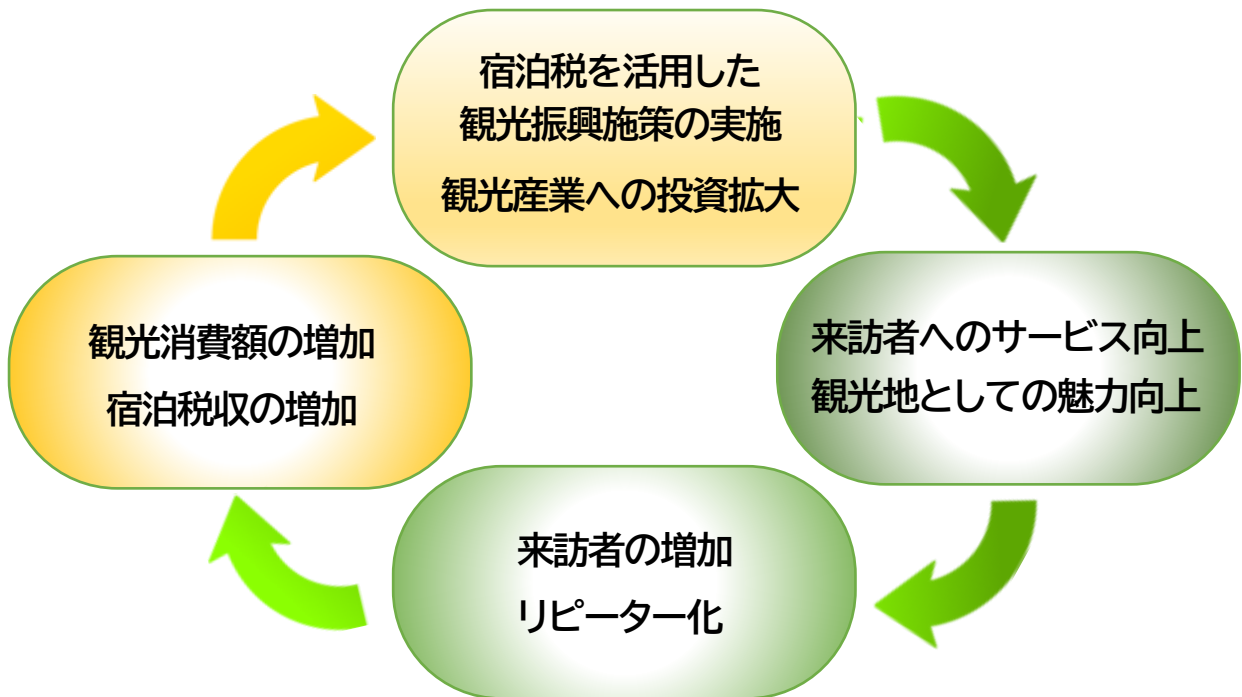 宿泊税を活用した
観光振興施策の実施
観光産業への投資拡大
来訪者へのサービス向上
観光地としての魅力向上
来訪者の増加
リピーター化
観光消費額の増加
宿泊税収の増加